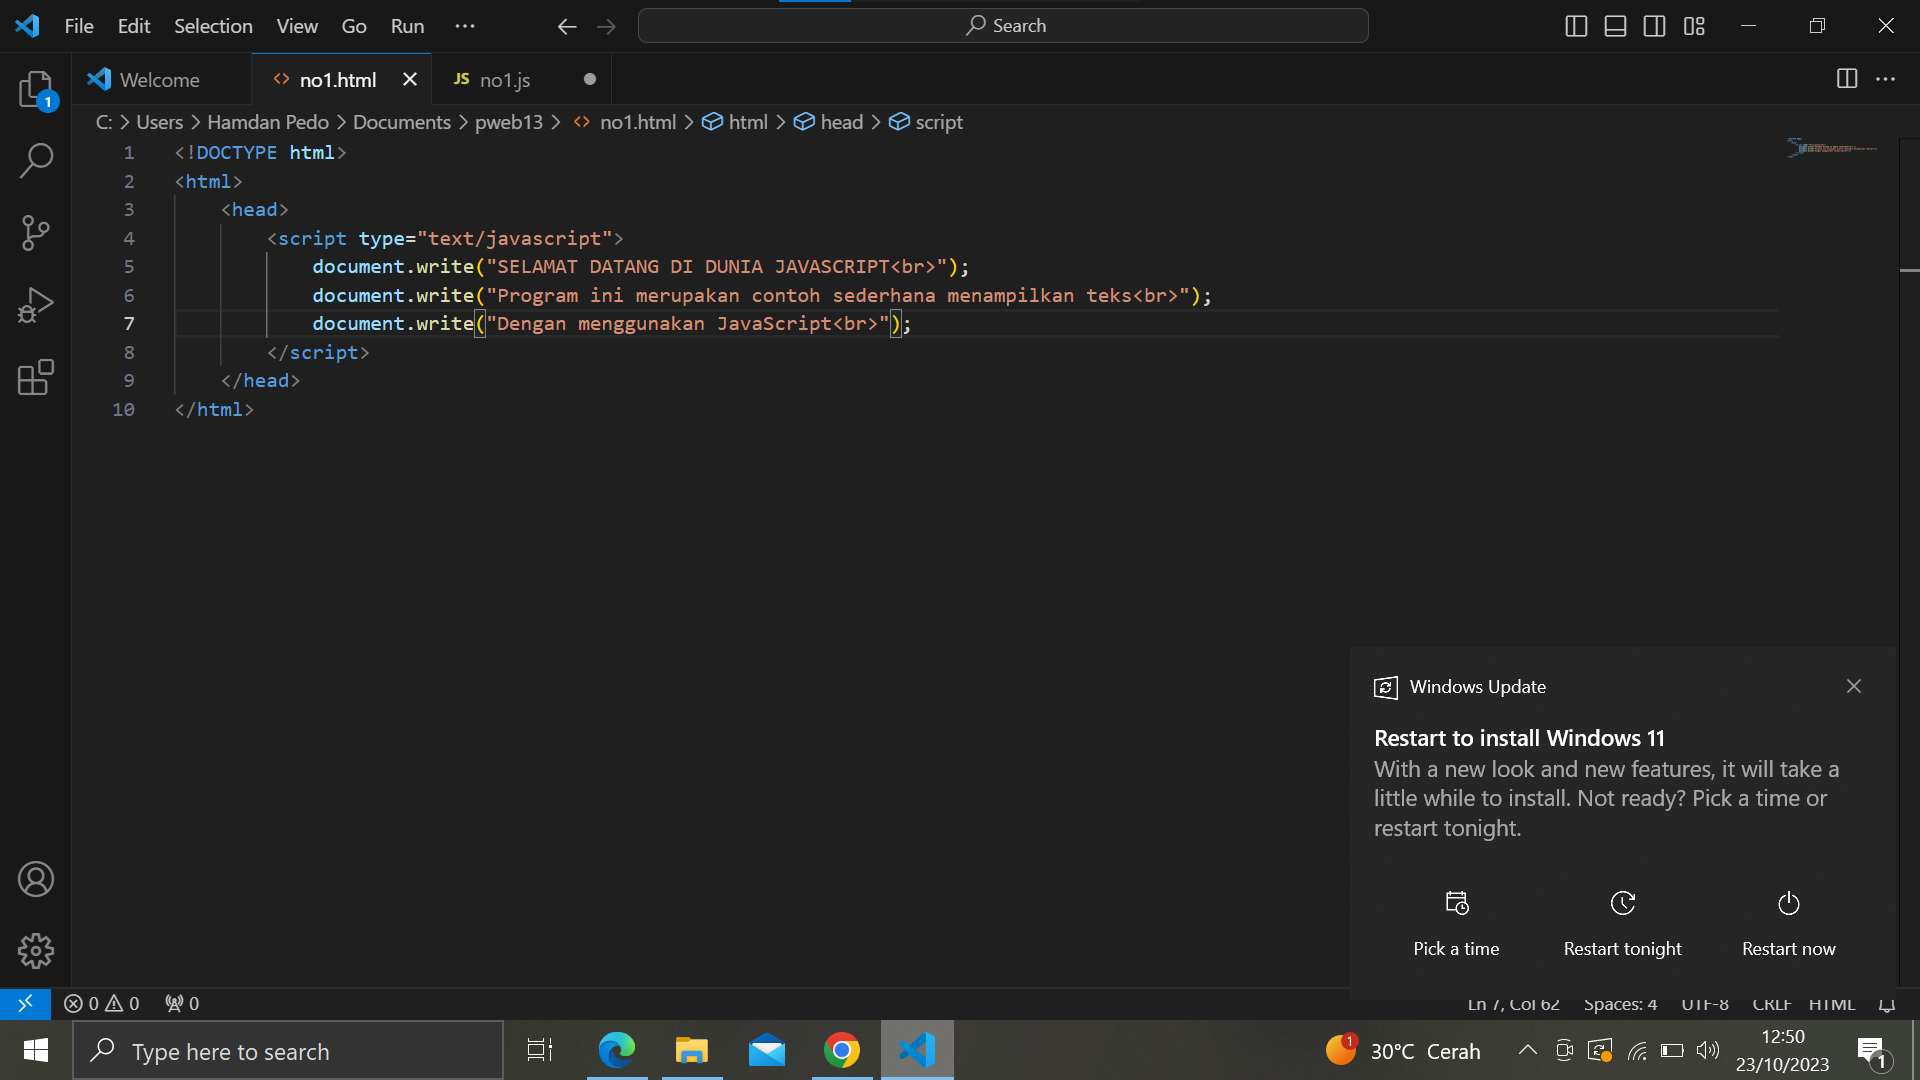 File Edit Selection View Go Run ··· Search
Welcome no1.html JS no1.js
1
C: > Users > Hamdan Pedo > Documents > pweb13 > no1.html > html > head > script
1 <!DOCTYPE html>
2 <html>
3 <head>
4 <script type="text/javascript">
5 document.write("SELAMAT DATANG DI DUNIA JAVASCRIPT<br>");
6 document.write("Program ini merupakan contoh sederhana menampilkan teks<br>");
7 document.write("Dengan menggunakan JavaScript<br>");
8 </script>
9 </head>
10 </html>
Windows Update
Restart to install Windows 11
With a new look and new features, it will take a
little while to install. Not ready? Pick a time or
restart tonight.
Pick a time Restart tonight Restart now
0 0 0 Ln 7, Col 62 Spaces: 4 UTF-8 CRLF HTML
Type here to search 1 30°C Cerah 12:50
23/10/2023 1